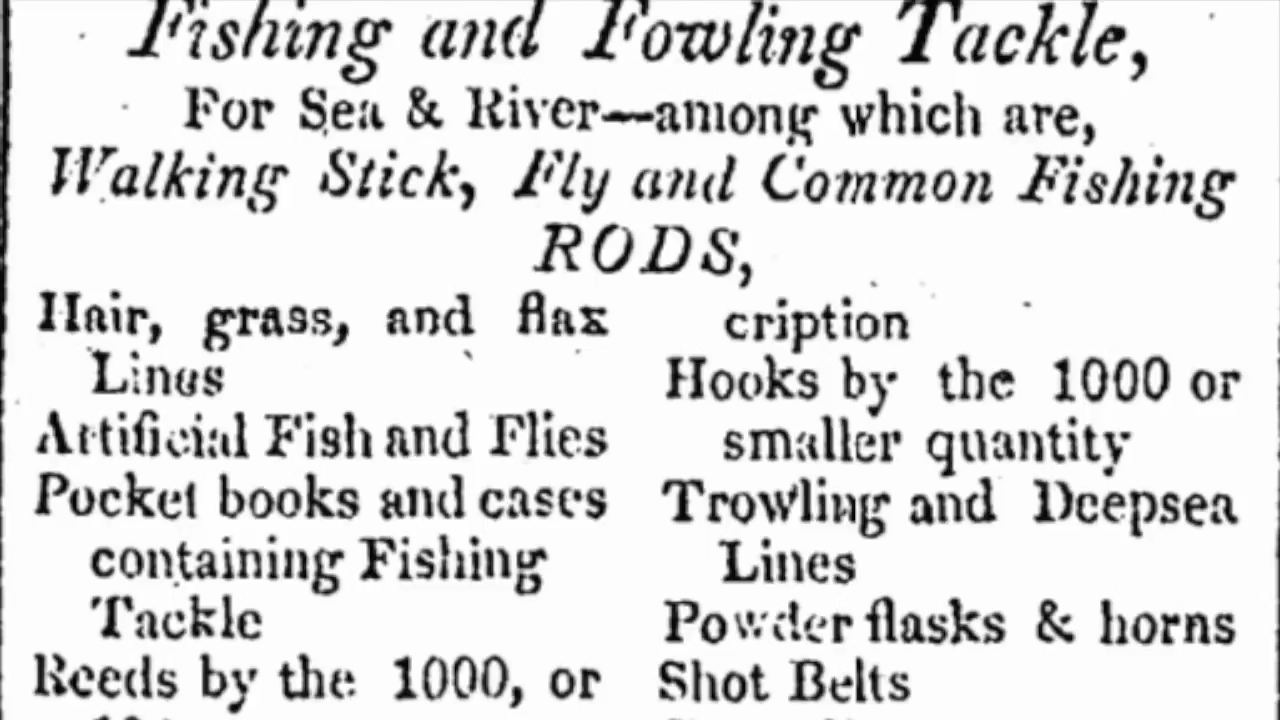 Fishing and Fowling Tackle,
For Sea & River—among which are,
Walking Stick, Fly and Common Fishing
RODS,
Hair, grass, and flax
Lines
Artificial Fish and Flies
Pocket books and cases
containing Fishing
Tackle
Reeds by the 1000, or
cription
Hooks by the 1000 or
smaller quantity
Trowling and Deepsea
Lines
Powder flasks & horns
Shot Belts